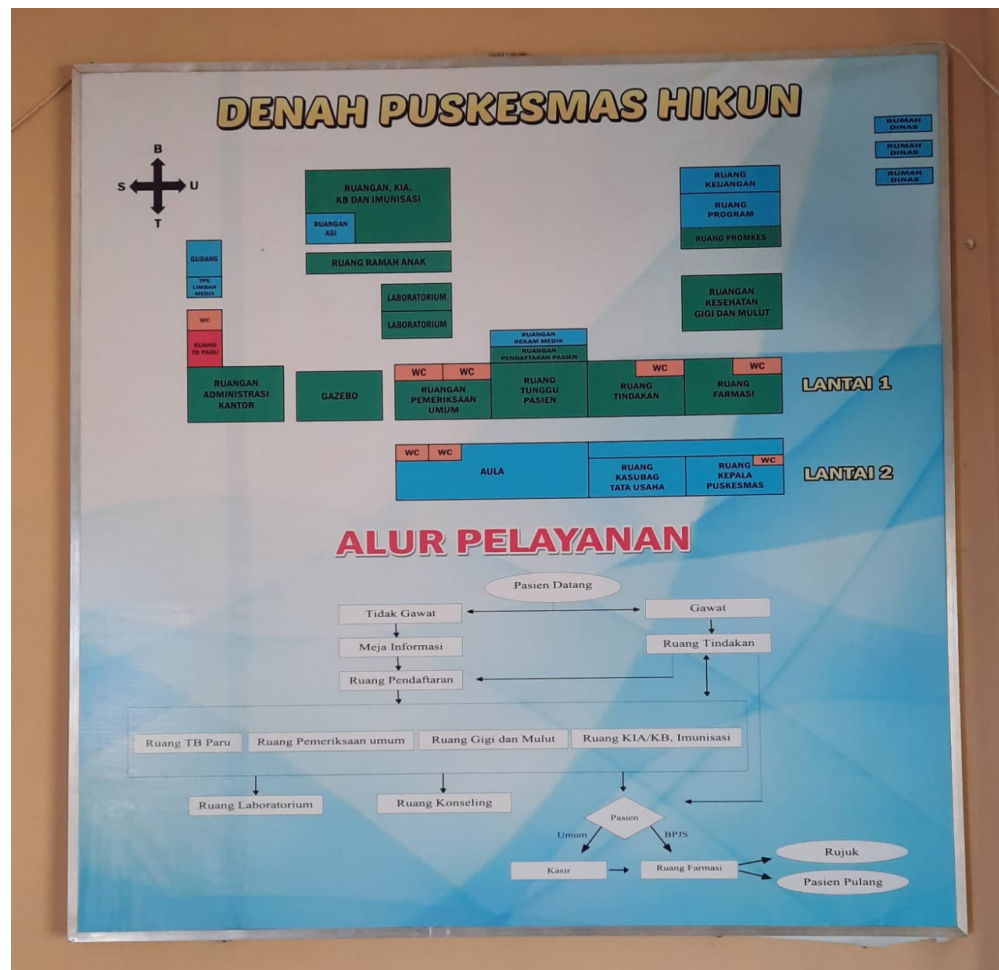 DENAH PUSKESMAS HIKUN
RUMAH
DINAS
RUMAH
DINAS
RUMAH
DINAS
B
S
U
T
RUANGAN, KIA,
KB DAN IMUNISASI
RUANGAN
ASI
RUANG
KEUANGAN
RUANG
PROGRAM
RUANG PROMKES
GUDANG
TPS.
LIMBAH
MEDIS
RUANG RAMAH ANAK
LABORATORIUM
LABORATORIUM
RUANGAN
KESEHATAN
GIGI DAN MULUT
WC
RUANG
TB PARU
RUANGAN
REKAM MEDIK
RUANGAN
PENDAFTARAN PASIEN
RUANGAN
ADMINISTRASI
KANTOR
GAZEBO
WC
WC
RUANGAN
PEMERIKSAAN
UMUM
RUANG
TUNGGU
PASIEN
WC
RUANG
TINDAKAN
WC
RUANG
FARMASI
LANTAI 1
WC
WC
AULA
RUANG
KASUBAG
TATA USAHA
WC
RUANG
KEPALA
PUSKESMAS
LANTAI 2
ALUR PELAYANAN
Pasien Datang
Tidak Gawat
Gawat
Meja Informasi
Ruang Tindakan
Ruang Pendaftaran
Ruang TB Paru
Ruang Pemeriksaan umum
Ruang Gigi dan Mulut
Ruang KIA/KB, Imunisasi
Ruang Laboratorium
Ruang Konseling
Pasien
Umum
BPJS
Kasir
Ruang Farmasi
Rujuk
Pasien Pulang